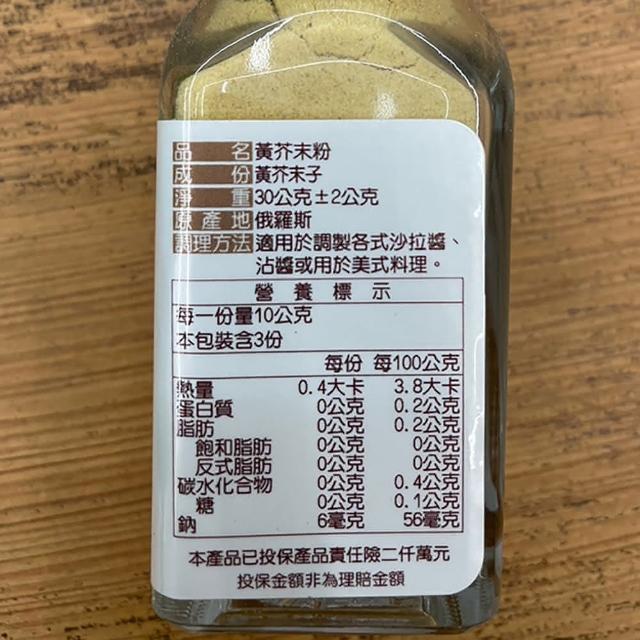 品名 黃芥末粉
成份 黃芥末子
淨重 30公克±2公克
原產地 俄羅斯
調理方法 適用於調製各式沙拉醬、
沾醬或用於美式料理。
營養標示
每一份量10公克
本包裝含3份
每份 每100公克
熱量 0.4大卡 3.8大卡
蛋白質 0公克 0.2公克
脂肪 0公克 0.2公克
飽和脂肪 0公克 0公克
反式脂肪 0公克 0公克
碳水化合物 0公克 0.4公克
糖 0公克 0.1公克
鈉 6毫克 56毫克
本產品已投保產品責任險二仟萬元
投保金額非為理賠金額